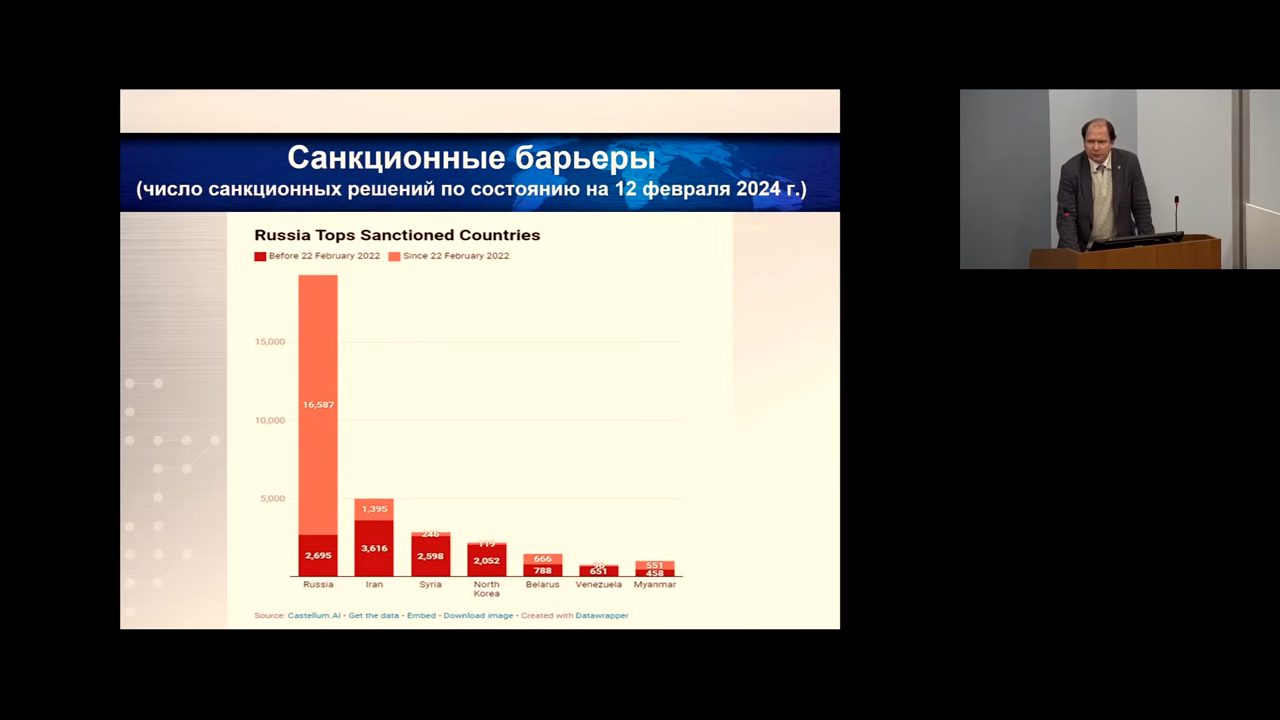 Санкционные барьеры
(число санкционных решений по состоянию на 12 февраля 2024 г.)
Russia Tops Sanctioned Countries
Before 22 February 2022 Since 22 February 2022
15,000
10,000
5,000
16,587
2,695
1,395
3,616
246
2,598
119
2,052
666
788
651
551
458
Russia Iran Syria North Korea Belarus Venezuela Myanmar
Source: Castellum.AI • Get the data • Embed • Download image • Created with Datawrapper